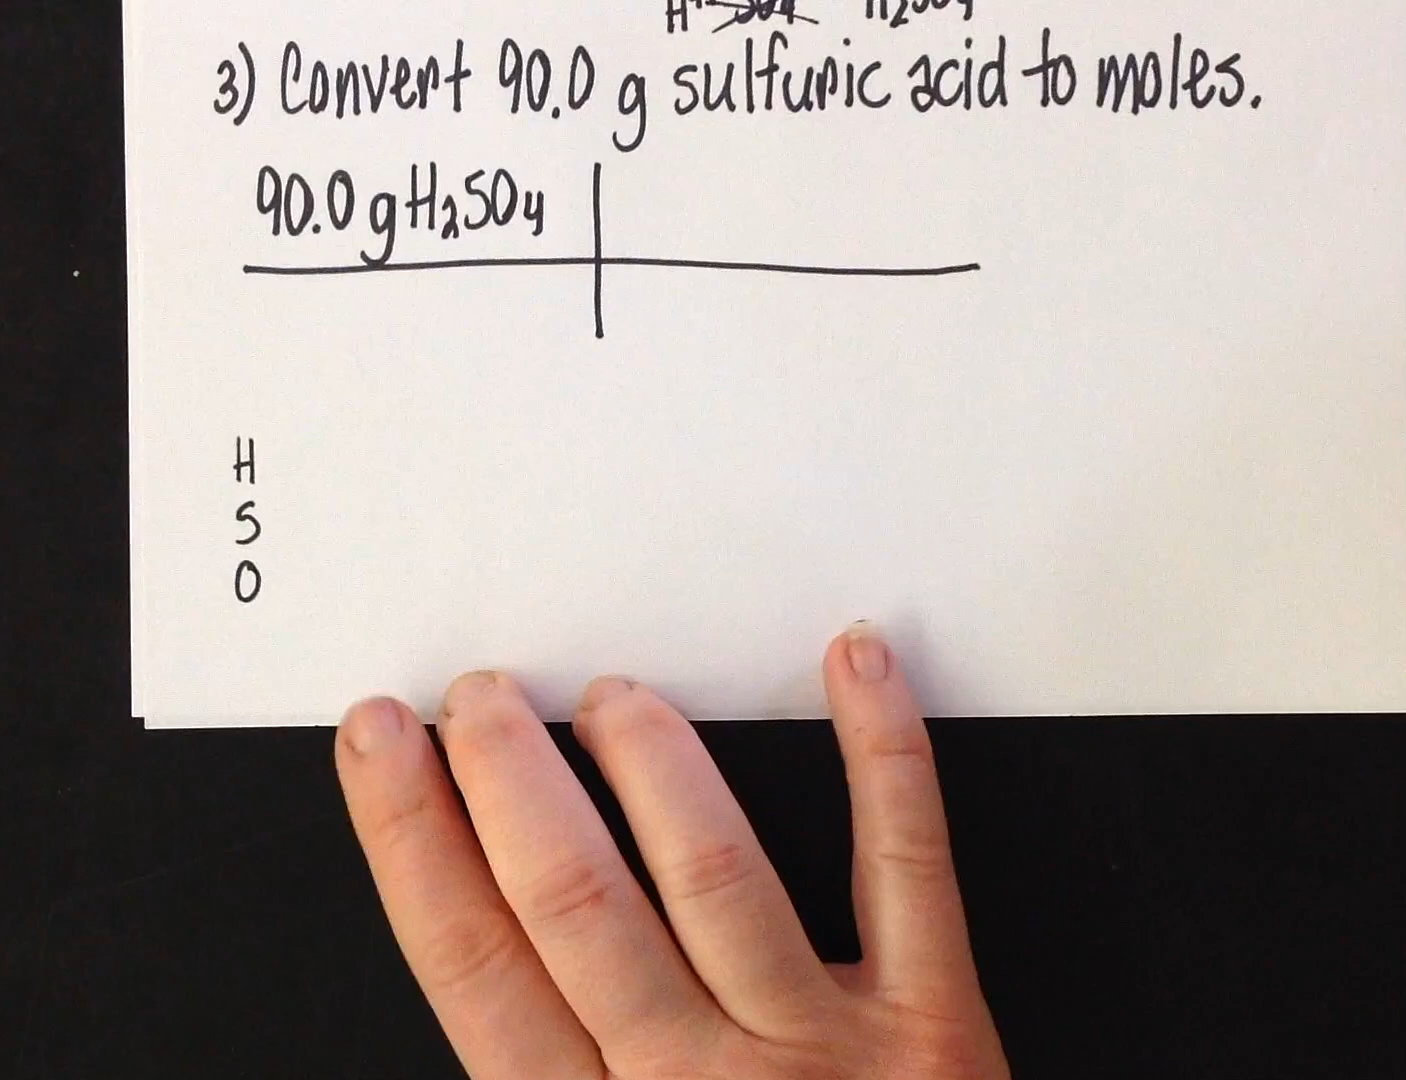 3) Convert 90.0 g sulfuric acid to moles.
90.0 g H₂SO₄
H
S
O